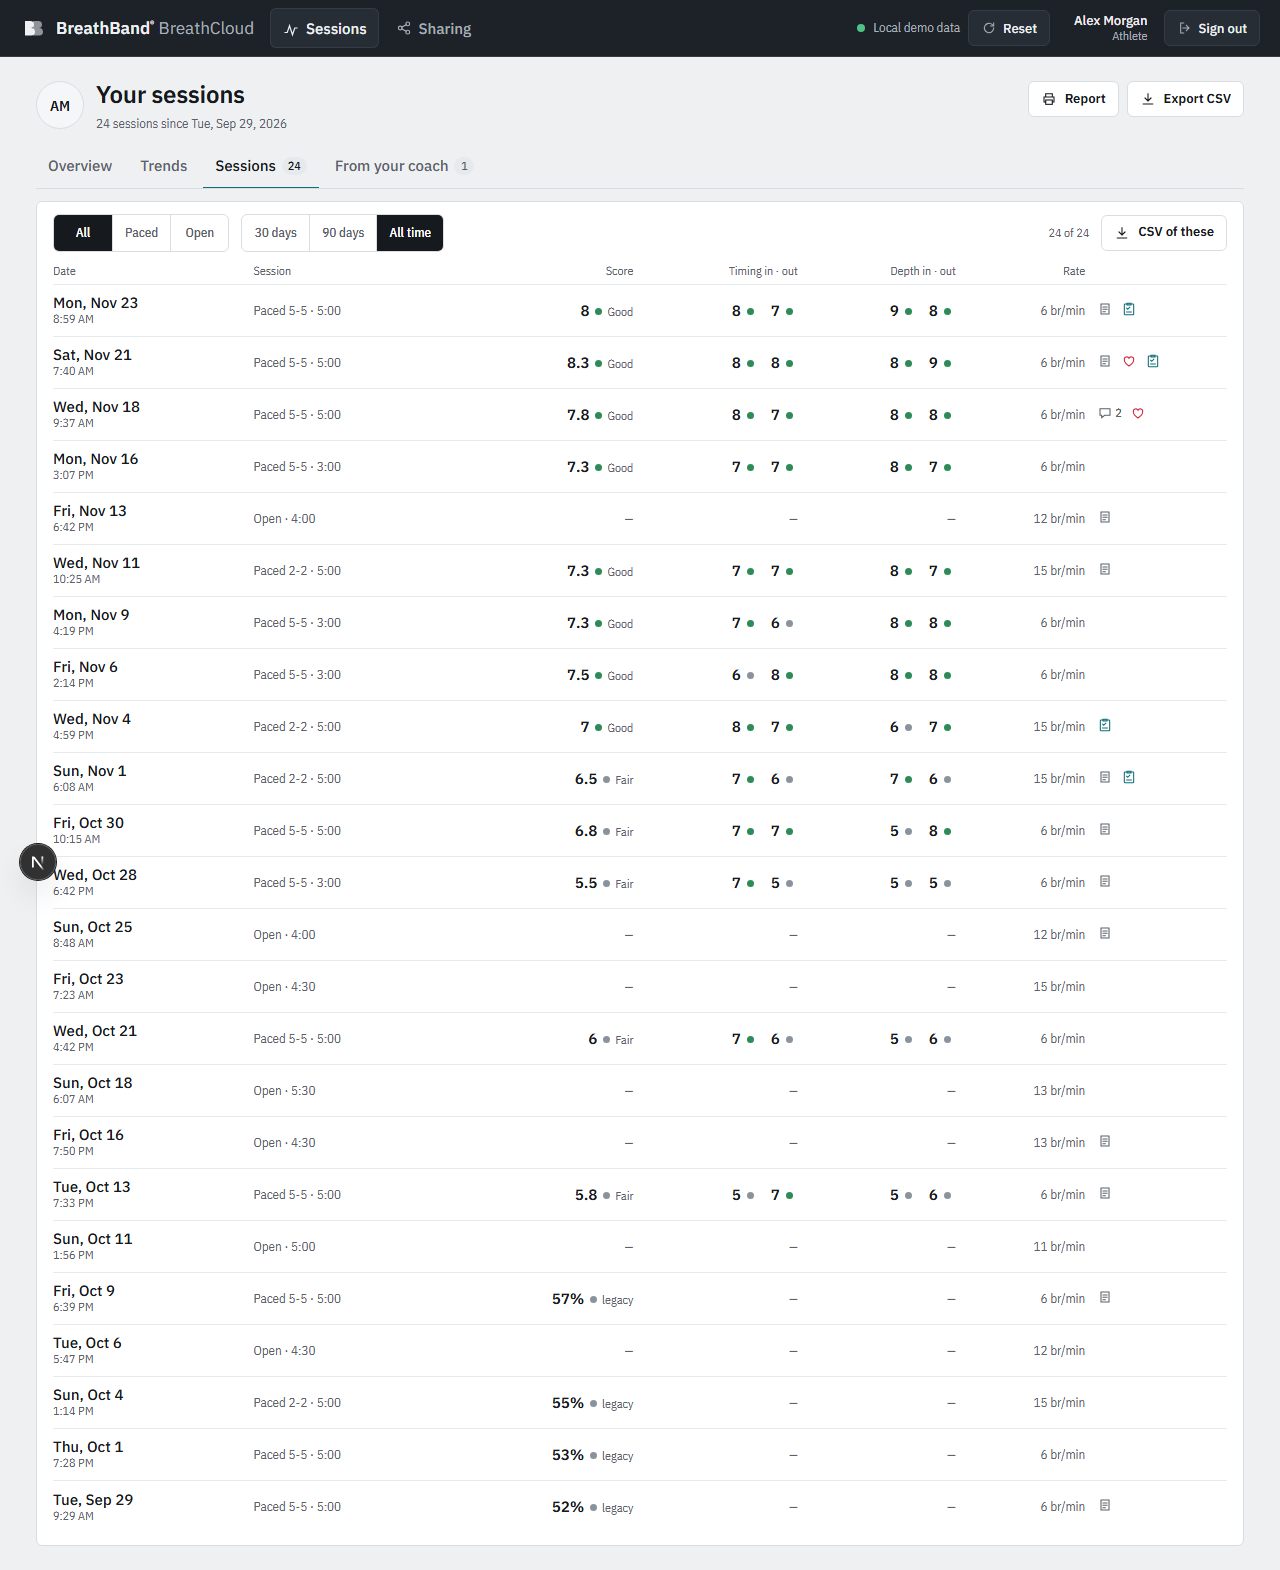 BreathBand® BreathCloud Sessions Sharing Local demo data Reset Alex Morgan Athlete Sign out
AM Your sessions Report Export CSV
24 sessions since Tue, Sep 29, 2026
Overview Trends Sessions 24 From your coach 1
All Paced Open 30 days 90 days All time 24 of 24 CSV of these
Date Session Score Timing in · out Depth in · out Rate
Mon, Nov 23 8:59 AM Paced 5-5 · 5:00 8 Good 8 7 9 8 6 br/min
Sat, Nov 21 7:40 AM Paced 5-5 · 5:00 8.3 Good 8 8 8 9 6 br/min
Wed, Nov 18 9:37 AM Paced 5-5 · 5:00 7.8 Good 8 7 8 8 6 br/min 2
Mon, Nov 16 3:07 PM Paced 5-5 · 3:00 7.3 Good 7 7 8 7 6 br/min
Fri, Nov 13 6:42 PM Open · 4:00 – – – 12 br/min
Wed, Nov 11 10:25 AM Paced 2-2 · 5:00 7.3 Good 7 7 8 7 15 br/min
Mon, Nov 9 4:19 PM Paced 5-5 · 3:00 7.3 Good 7 6 8 8 6 br/min
Fri, Nov 6 2:14 PM Paced 5-5 · 3:00 7.5 Good 6 8 8 8 6 br/min
Wed, Nov 4 4:59 PM Paced 2-2 · 5:00 7 Good 8 7 6 7 15 br/min
Sun, Nov 1 6:08 AM Paced 2-2 · 5:00 6.5 Fair 7 6 7 6 15 br/min
Fri, Oct 30 10:15 AM Paced 5-5 · 5:00 6.8 Fair 7 7 5 8 6 br/min
N
Wed, Oct 28 6:42 PM Paced 5-5 · 3:00 5.5 Fair 7 5 5 5 6 br/min
Sun, Oct 25 8:48 AM Open · 4:00 – – – 12 br/min
Fri, Oct 23 7:23 AM Open · 4:30 – – – 15 br/min
Wed, Oct 21 4:42 PM Paced 5-5 · 5:00 6 Fair 7 6 5 6 6 br/min
Sun, Oct 18 6:07 AM Open · 5:30 – – – 13 br/min
Fri, Oct 16 7:50 PM Open · 4:30 – – – 13 br/min
Tue, Oct 13 7:33 PM Paced 5-5 · 5:00 5.8 Fair 5 7 5 6 6 br/min
Sun, Oct 11 1:56 PM Open · 5:00 – – – 11 br/min
Fri, Oct 9 6:39 PM Paced 5-5 · 5:00 57% legacy – – 6 br/min
Tue, Oct 6 5:47 PM Open · 4:30 – – – 12 br/min
Sun, Oct 4 1:14 PM Paced 2-2 · 5:00 55% legacy – – 15 br/min
Thu, Oct 1 7:28 PM Paced 5-5 · 5:00 53% legacy – – 6 br/min
Tue, Sep 29 9:29 AM Paced 5-5 · 5:00 52% legacy – – 6 br/min